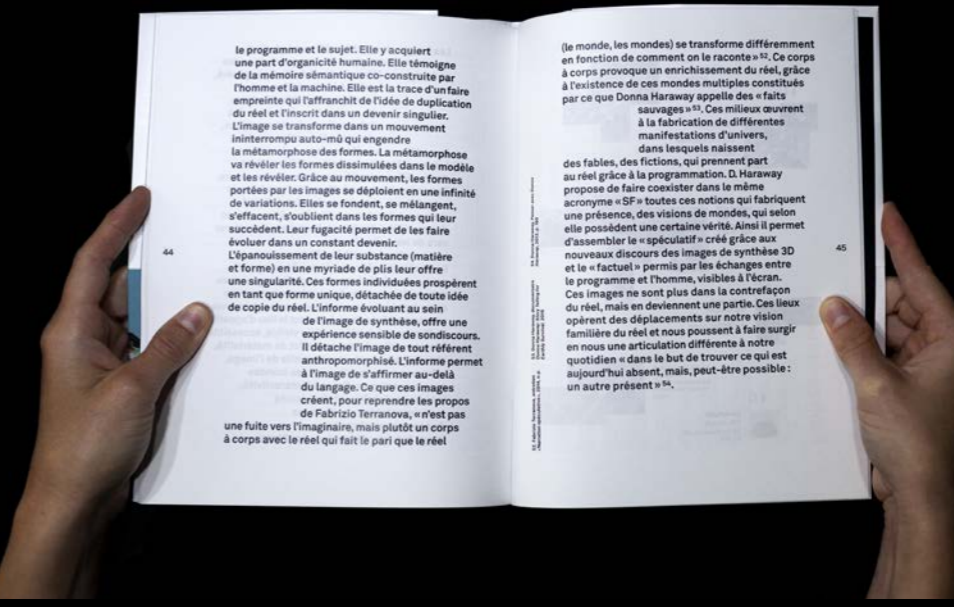 le programme et le sujet. Elle y acquiert
une part d'organicité humaine. Elle témoigne
de la mémoire sémantique co-construite par
l'homme et la machine. Elle est la trace d'un faire
empreinte qui l'affranchit de l'idée de duplication
du réel et l'inscrit dans un devenir singulier.
L'image se transforme dans un mouvement
ininterrompu auto-mû qui engendre
la métamorphose des formes. La métamorphose
va révéler les formes dissimulées dans le modèle
et les révéler. Grâce au mouvement, les formes
portées par les images se déploient en une infinité
de variations. Elles se fondent, se mélangent,
s'effacent, s'oublient dans les formes qui leur
succèdent. Leur fugacité permet de les faire
évoluer dans un constant devenir.
L'épanouissement de leur substance (matière
et forme) en une myriade de plis leur offre
une singularité. Ces formes individuées prospèrent
en tant que forme unique, détachée de toute idée
de copie du réel. L'informe évoluant au sein
de l'image de synthèse, offre une
expérience sensible de sondiscours.
Il détache l'image de tout référent
anthropomorphisé. L'informe permet
à l'image de s'affirmer au-delà
du langage. Ce que ces images
créent, pour reprendre les propos
de Fabrizio Terranova, « n'est pas
une fuite vers l'imaginaire, mais plutôt un corps
à corps avec le réel qui fait le pari que le réel
44
(le monde, les mondes) se transforme différemment
en fonction de comment on le raconte » 52. Ce corps
à corps provoque un enrichissement du réel, grâce
à l'existence de ces mondes multiples constitués
par ce que Donna Haraway appelle des « faits
sauvages » 53. Ces milieux œuvrent
à la fabrication de différentes
manifestations d'univers,
dans lesquels naissent
des fables, des fictions, qui prennent part
au réel grâce à la programmation. D. Haraway
propose de faire coexister dans le même
acronyme « SF » toutes ces notions qui fabriquent
une présence, des visions de mondes, qui selon
elle possèdent une certaine vérité. Ainsi il permet
d'assembler le « spéculatif » créé grâce aux
nouveaux discours des images de synthèse 3D
et le « factuel » permis par les échanges entre
le programme et l'homme, visibles à l'écran.
Ces images ne sont plus dans la contrefaçon
du réel, mais en deviennent une partie. Ces lieux
opèrent des déplacements sur notre vision
familière du réel et nous poussent à faire surgir
en nous une articulation différente à notre
quotidien « dans le but de trouver ce qui est
aujourd'hui absent, mais, peut-être possible :
un autre présent » 54.
45